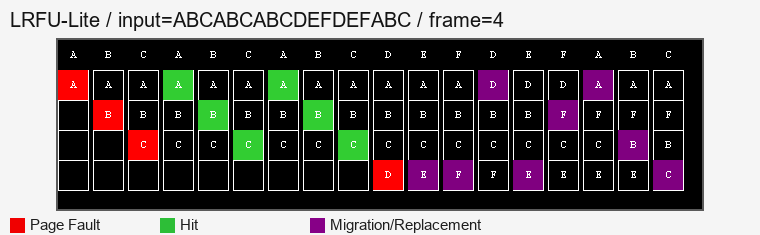 LRFU-Lite / input=ABCABCABCDEFDEFABC / frame=4
A B C A B C A B C D E F D E F A B C
A A A A A A A A A A A A D D D A A A
B B B B B B B B B B B B B F F F F
C C C C C C C C C C C C C C B B
D E F F E E E E C
Page Fault Hit Migration/Replacement